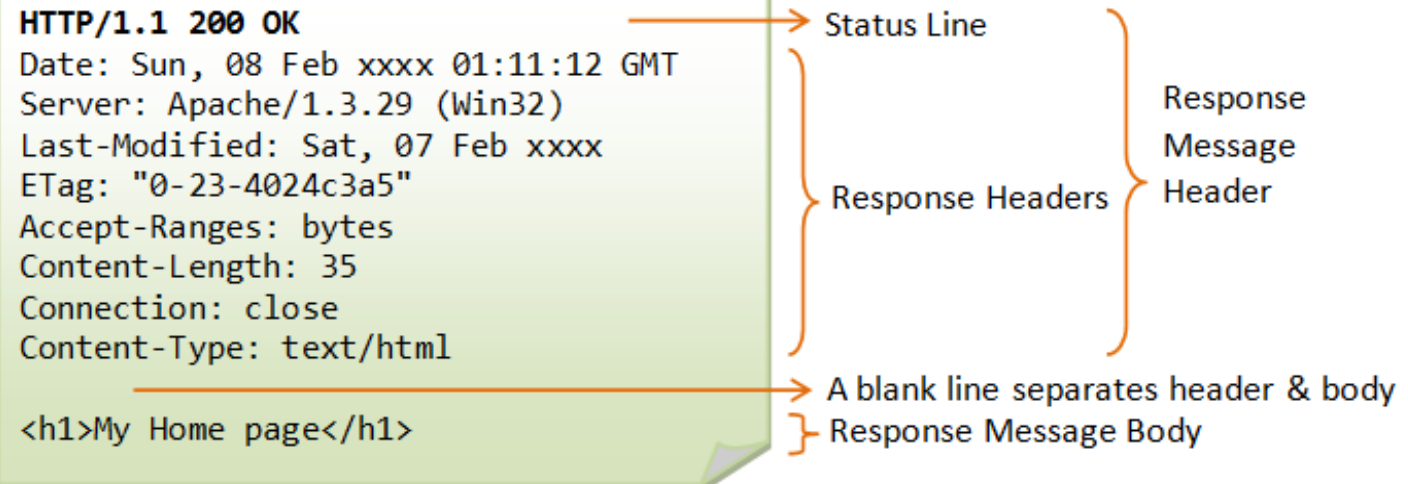 HTTP/1.1 200 OK
Date: Sun, 08 Feb xxxx 01:11:12 GMT
Server: Apache/1.3.29 (Win32)
Last-Modified: Sat, 07 Feb xxxx
ETag: "0-23-4024c3a5"
Accept-Ranges: bytes
Content-Length: 35
Connection: close
Content-Type: text/html
<h1>My Home page</h1>
Status Line
Response Headers
Response
Message
Header
A blank line separates header & body
Response Message Body